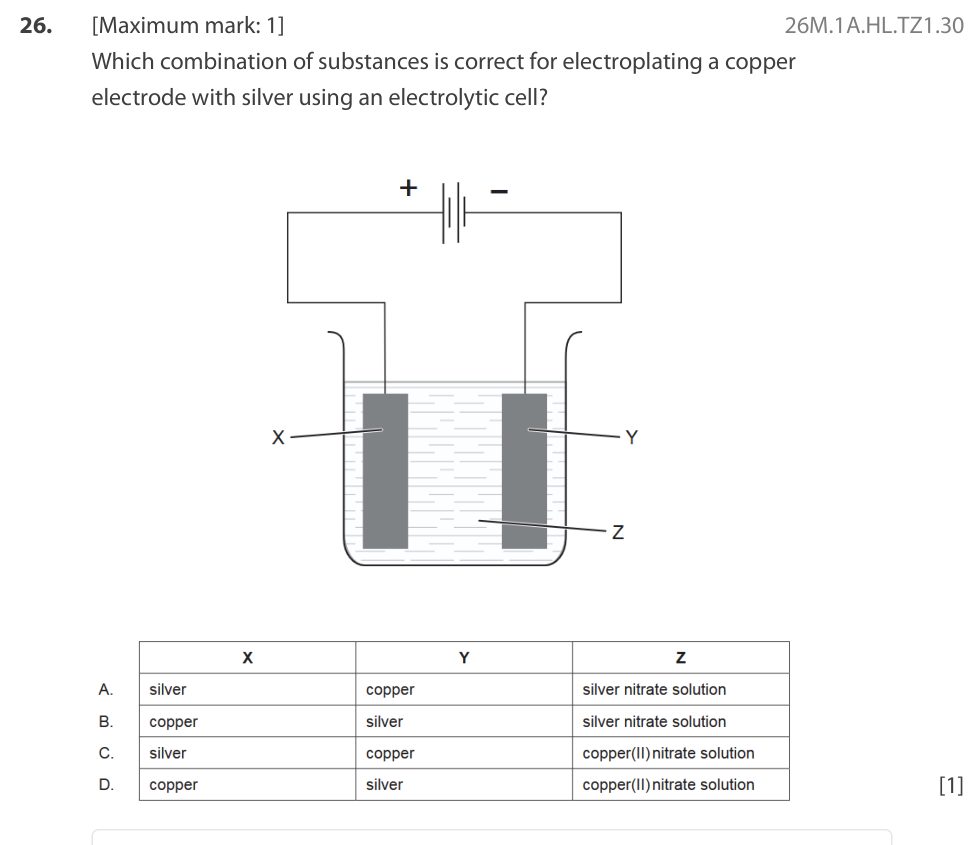 26. [Maximum mark: 1] 26M.1A.HL.TZ1.30
Which combination of substances is correct for electroplating a copper
electrode with silver using an electrolytic cell?
+ −
X Y
Z
X Y Z
A. silver copper silver nitrate solution
B. copper silver silver nitrate solution
C. silver copper copper(II) nitrate solution
D. copper silver copper(II) nitrate solution [1]